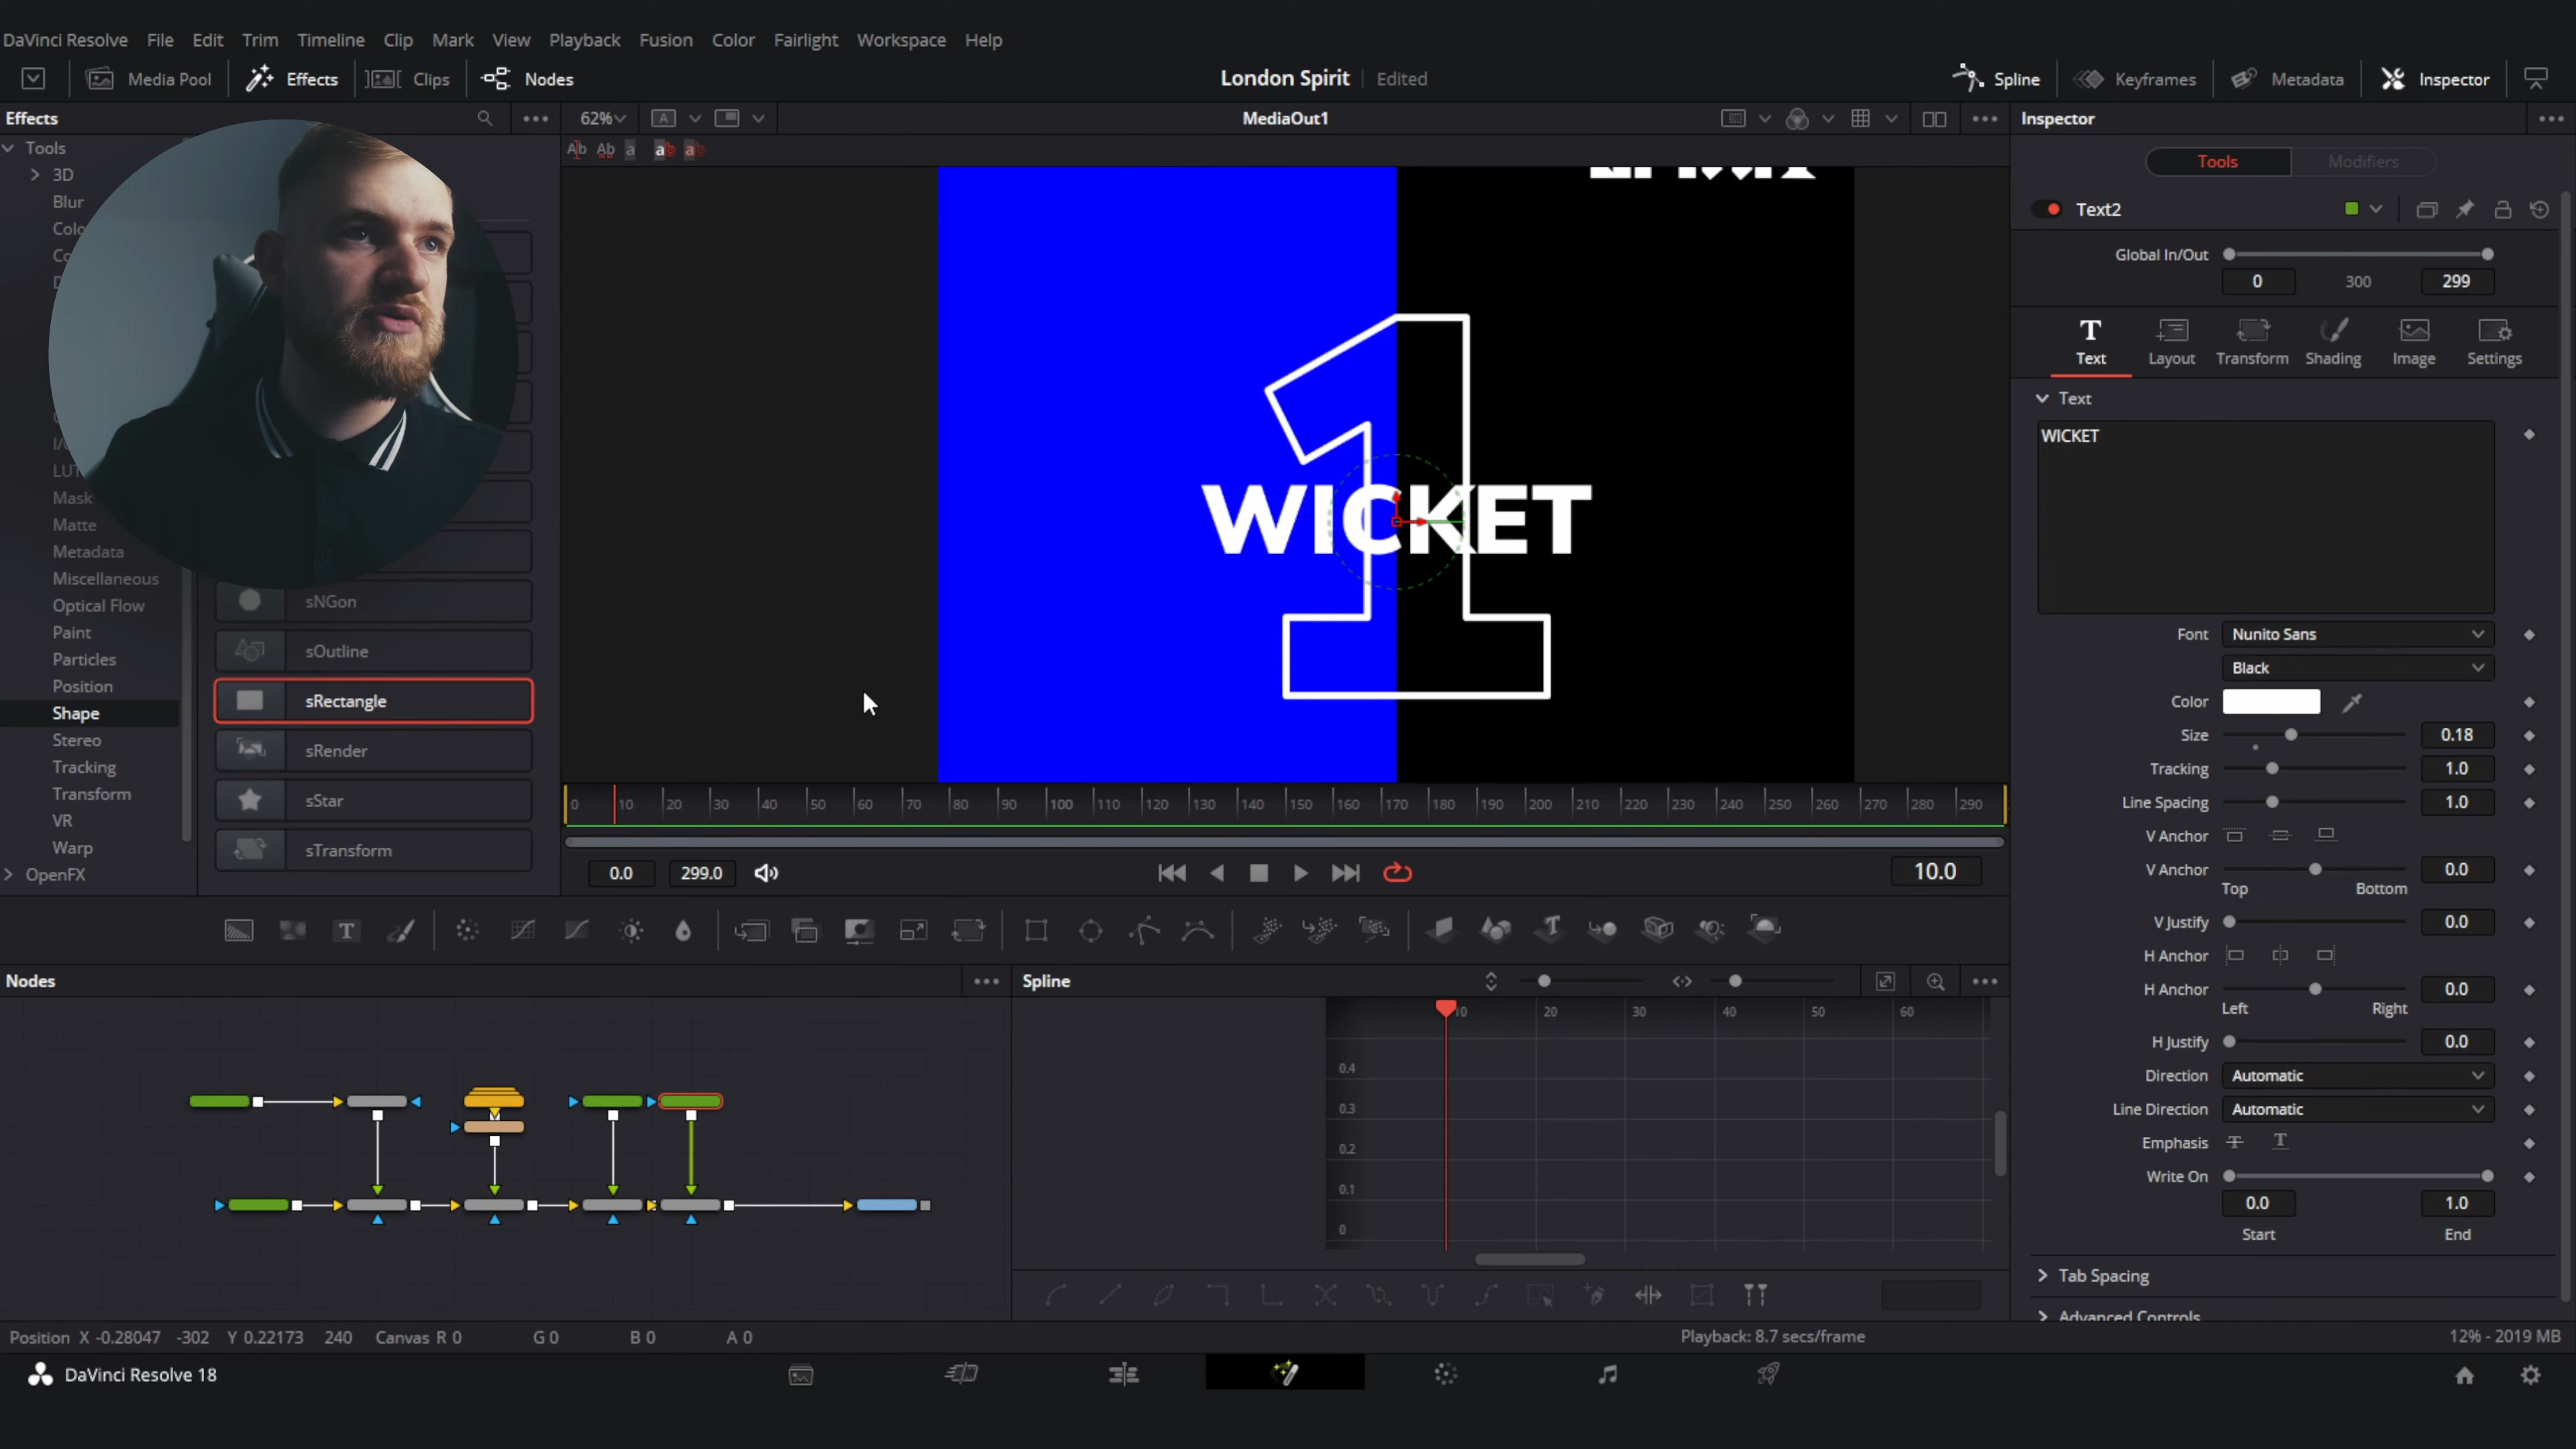 DaVinci Resolve File Edit Trim Timeline Clip Mark View Playback Fusion Color Fairlight Workspace Help
Media Pool Effects Clips Nodes London Spirit Edited Spline Keyframes Metadata Inspector
Effects 62% A MediaOut1 Inspector
Tools
3D
Blur
Mask
Matte
Metadata
Miscellaneous
Optical Flow
Paint
Particles
Position
Shape
Stereo
Tracking
Transform
VR
Warp
OpenFX
sNGon
sOutline
sRectangle
sRender
sStar
sTransform
1
WICKET
0 10 20 30 40 50 60 70 80 90 100 110 120 130 140 150 160 170 180 190 200 210 220 230 240 250 260 270 280 290
0.0 299.0 10.0
Tools Modifiers
Text2
Global In/Out
0 300 299
Text Layout Transform Shading Image Settings
Text
WICKET
Font Nunito Sans
Black
Color
Size 0.18
Tracking 1.0
Line Spacing 1.0
V Anchor
V Anchor 0.0
Top Bottom
V Justify 0.0
H Anchor
H Anchor 0.0
Left Right
H Justify 0.0
Direction Automatic
Line Direction Automatic
Emphasis
Write On
0.0 1.0
Start End
Tab Spacing
Advanced Controls
Nodes
Spline
10 20 30 40 50 60
0.4
0.3
0.2
0.1
0
Position X -0.28047 -302 Y 0.22173 240 Canvas R 0 G 0 B 0 A 0
Playback: 8.7 secs/frame 12% - 2019 MB
DaVinci Resolve 18